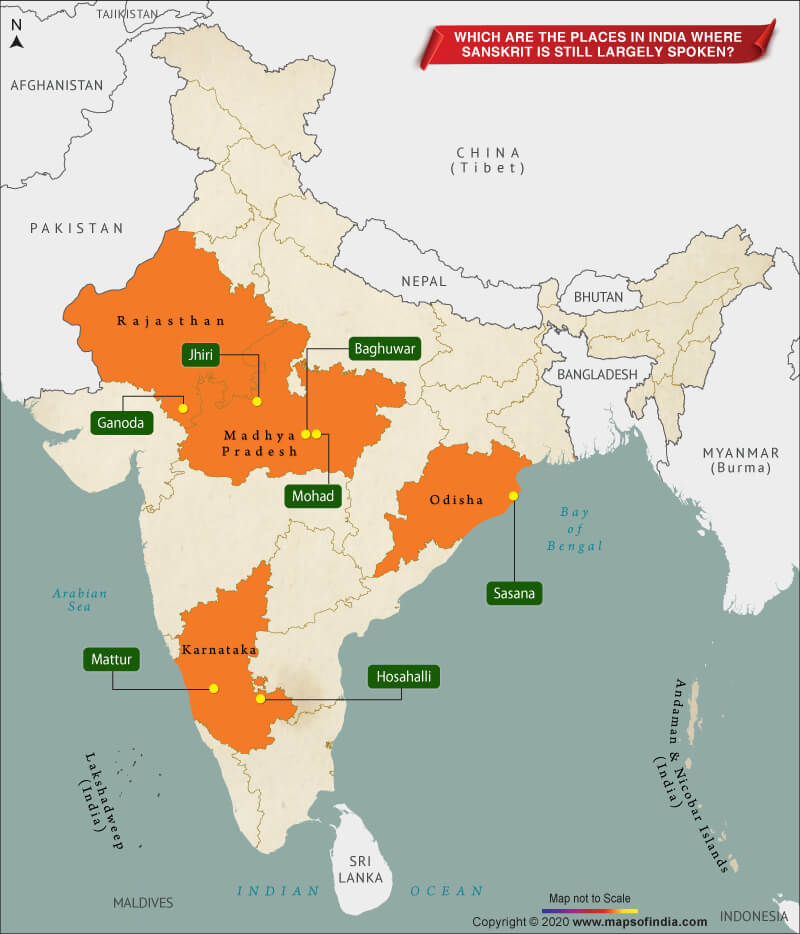 WHICH ARE THE PLACES IN INDIA WHERE
SANSKRIT IS STILL LARGELY SPOKEN?
N
TAJIKISTAN
AFGHANISTAN
CHINA
(Tibet)
PAKISTAN
NEPAL
BHUTAN
Rajasthan
Jhiri
Baghuwar
BANGLADESH
Ganoda
Madhya
Pradesh
MYANMAR
(Burma)
Mohad
Odisha
Bay
of
Bengal
Arabian
Sea
Sasana
Karnataka
Mattur
Hosahalli
Andaman & Nicobar Islands
(India)
Lakshadweep
(India)
SRI
LANKA
INDIAN OCEAN
MALDIVES
Map not to Scale
INDONESIA
Copyright © 2020 www.mapsofindia.com